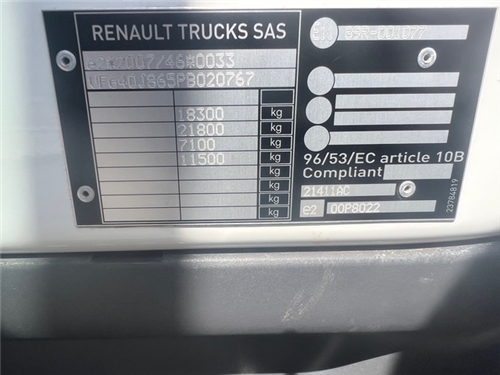 RENAULT TRUCKS SAS
e2*2007/46*0033
VF640J865PB020767
18300 kg
21800 kg
7100 kg
11500 kg
kg
kg
kg
kg
96/53/EC article 10B
Compliant
21411AC
e2 00P8022
23784819